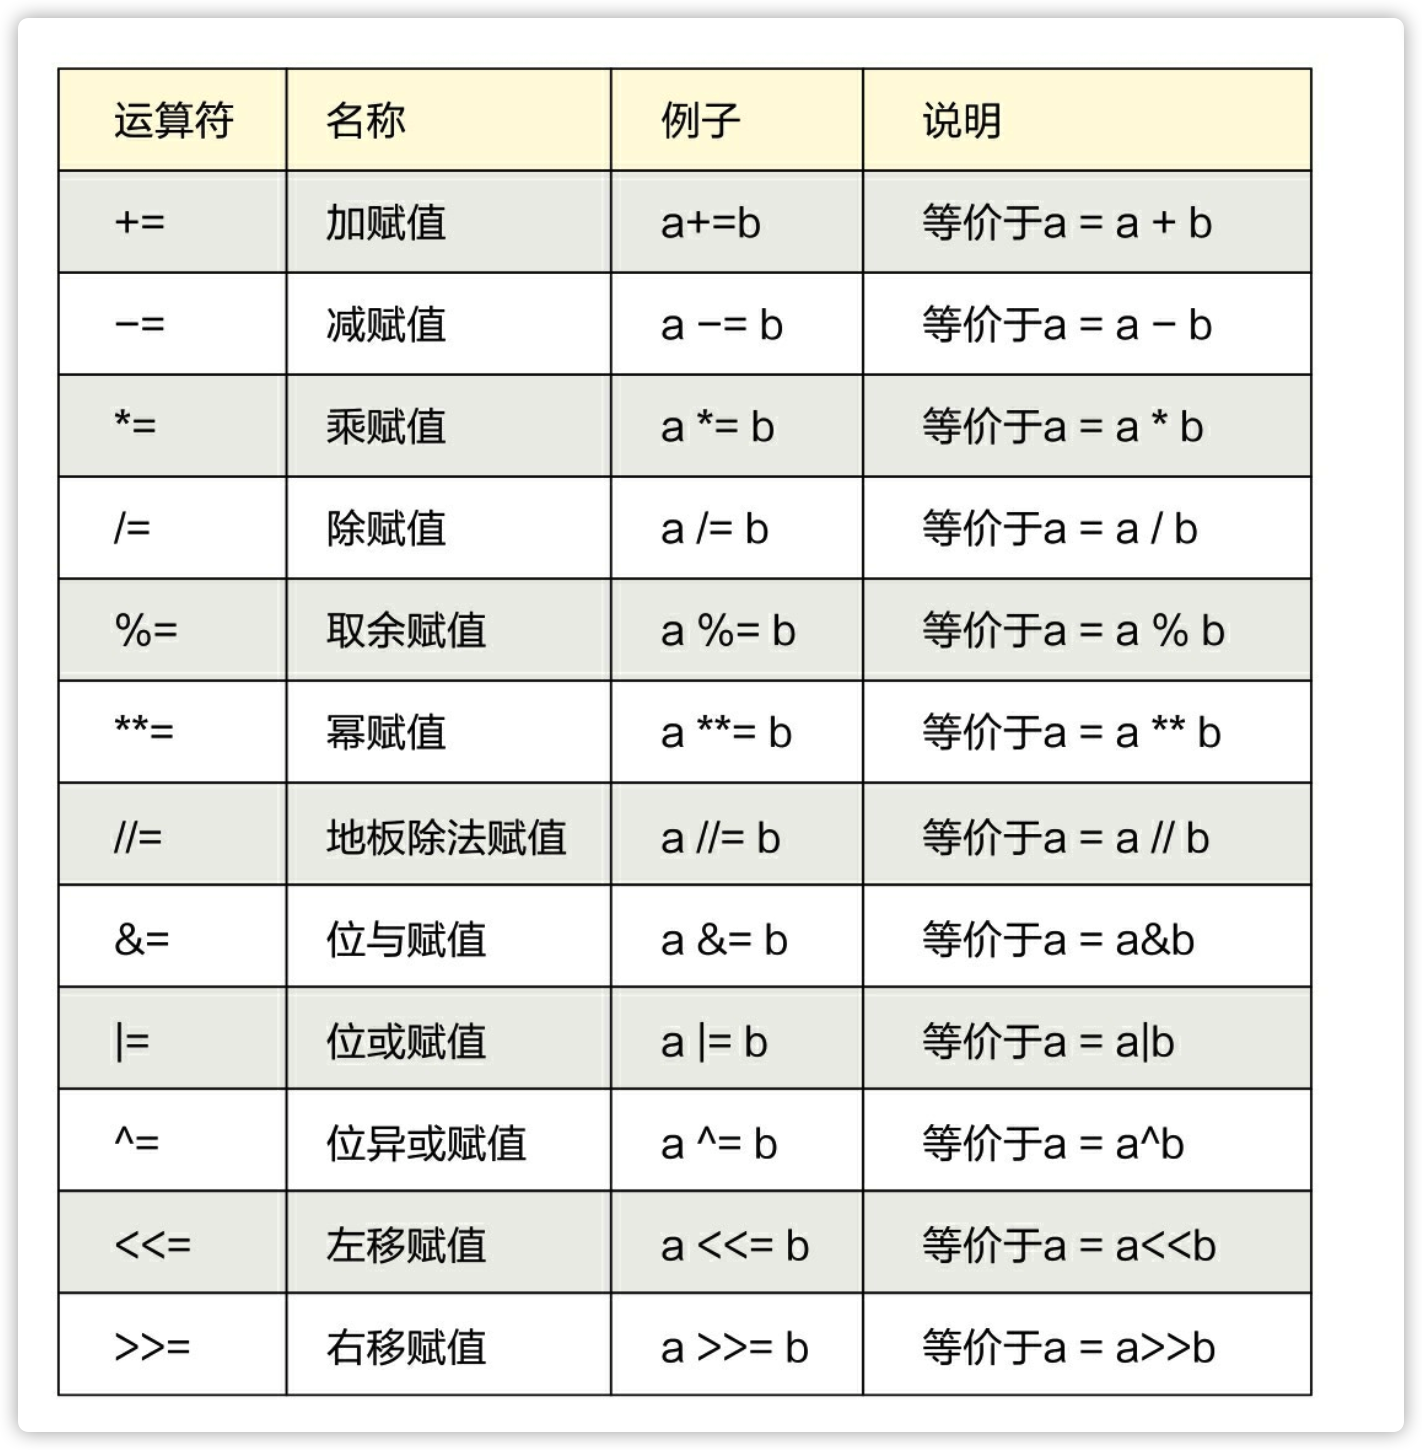 运算符 名称 例子 说明
+= 加赋值 a+=b 等价于a = a + b
−= 减赋值 a −= b 等价于a = a − b
*= 乘赋值 a *= b 等价于a = a * b
/= 除赋值 a /= b 等价于a = a / b
%= 取余赋值 a %= b 等价于a = a % b
**= 幂赋值 a **= b 等价于a = a ** b
//= 地板除法赋值 a //= b 等价于a = a // b
&= 位与赋值 a &= b 等价于a = a&b
|= 位或赋值 a |= b 等价于a = a|b
^= 位异或赋值 a ^= b 等价于a = a^b
<<= 左移赋值 a <<= b 等价于a = a<<b
>>= 右移赋值 a >>= b 等价于a = a>>b